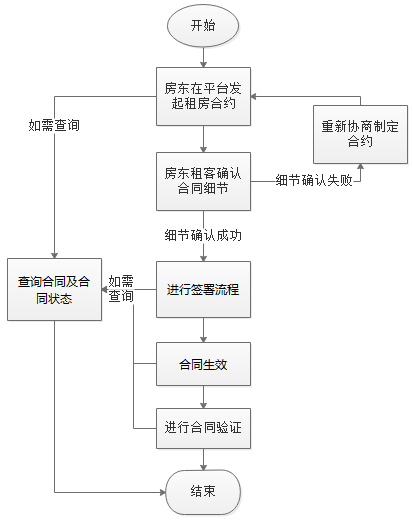 开始
房东在平台发
起租房合约
如需查询
重新协商制定
合约
房东租客确认
合同细节
细节确认失败
细节确认成功
查询合同及合
同状态
如需
查询
进行签署流程
合同生效
进行合同验证
结束